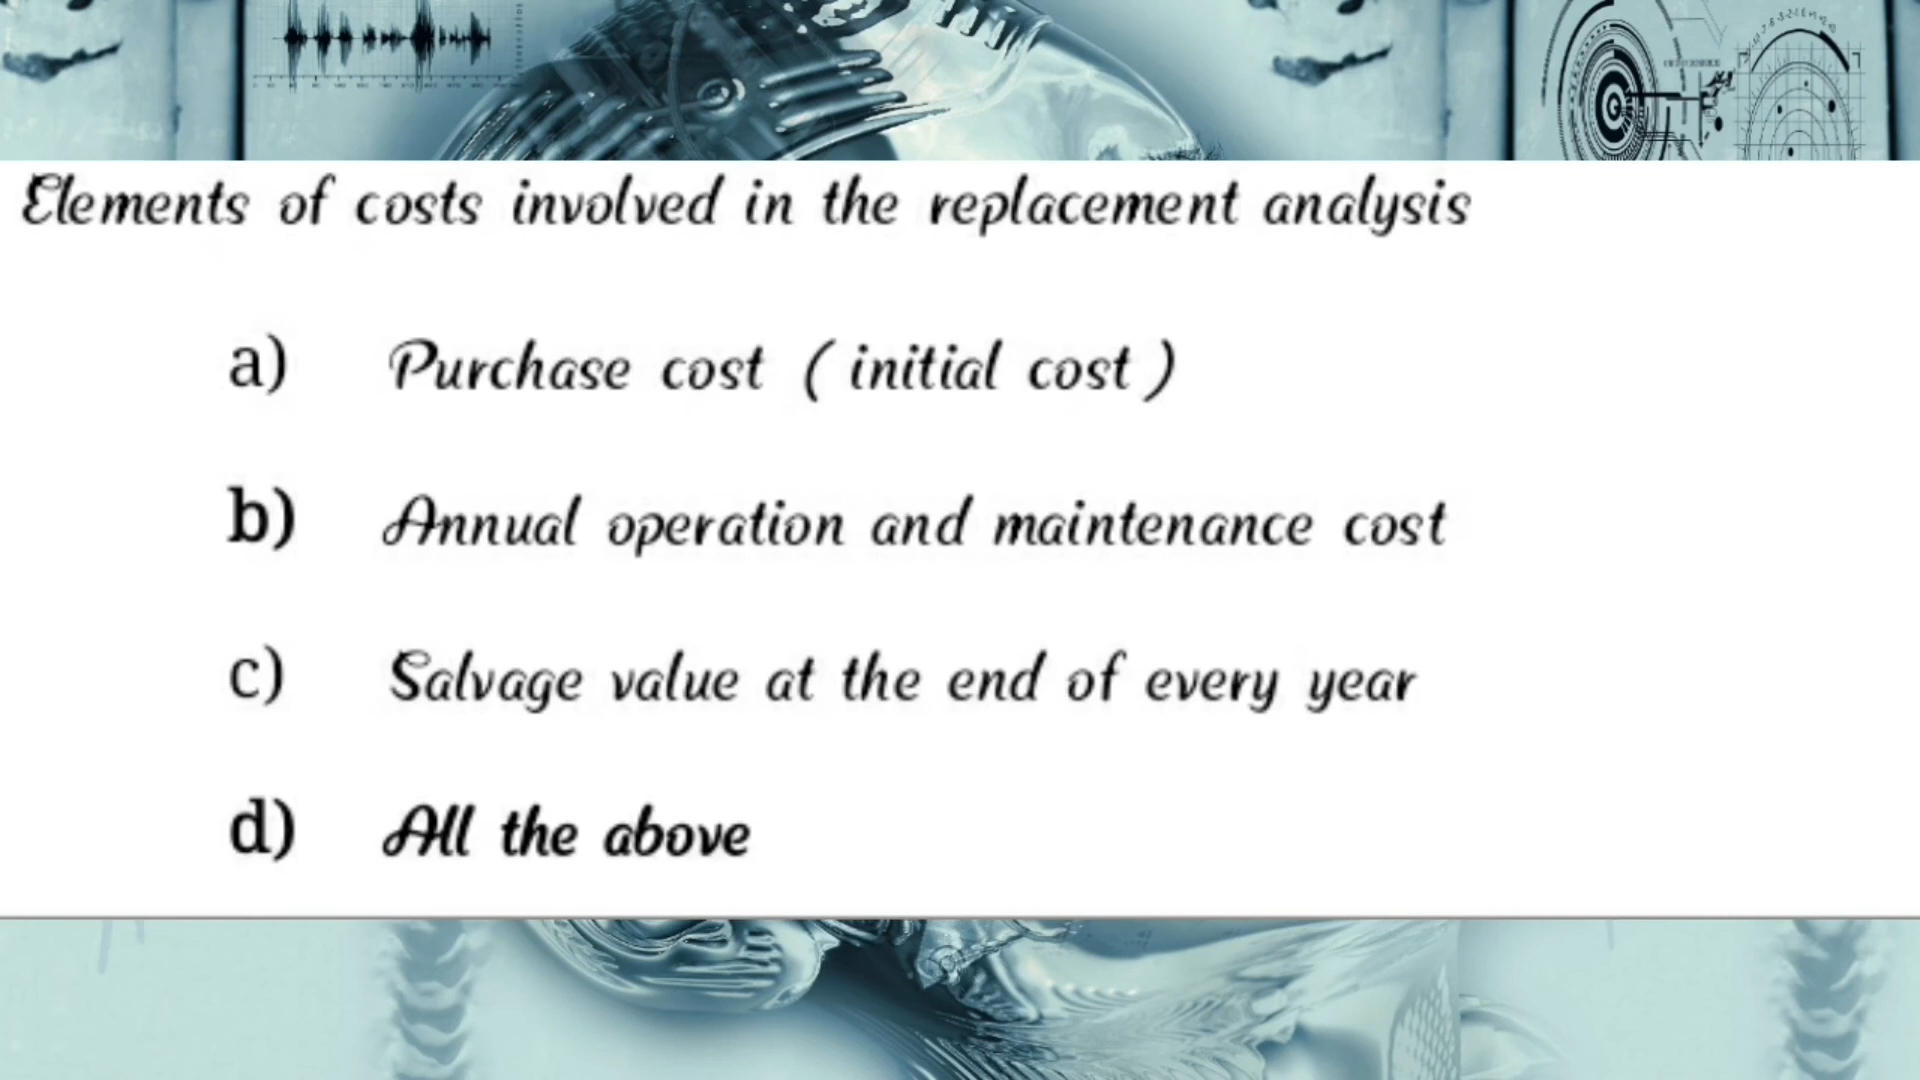 Elements of costs involved in the replacement analysis
a) Purchase cost ( initial cost )
b) Annual operation and maintenance cost
c) Salvage value at the end of every year
d) All the above